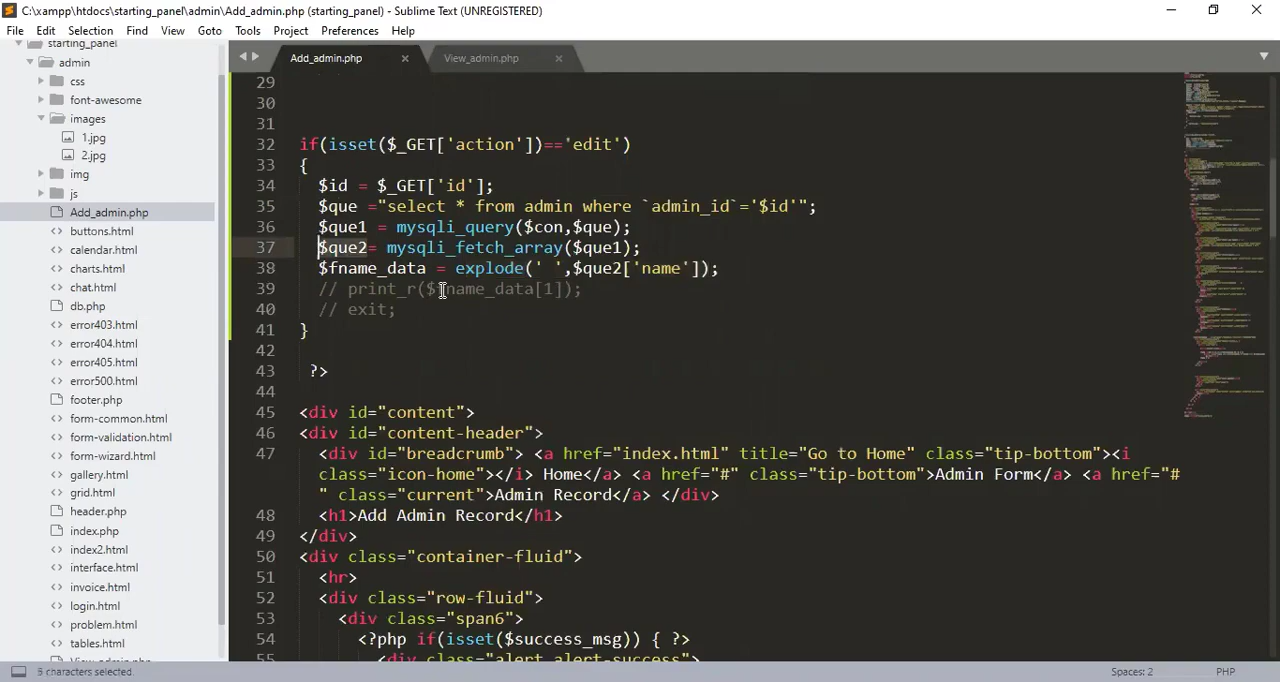 C:\xampp\htdocs\starting_panel\admin\Add_admin.php (starting_panel) - Sublime Text (UNREGISTERED)
File Edit Selection Find View Goto Tools Project Preferences Help
starting_panel
admin
css
font-awesome
images
1.jpg
2.jpg
img
js
Add_admin.php
buttons.html
calendar.html
charts.html
chat.html
db.php
error403.html
error404.html
error405.html
error500.html
footer.php
form-common.html
form-validation.html
form-wizard.html
gallery.html
grid.html
header.php
index.php
index2.html
interface.html
invoice.html
login.html
problem.html
tables.html
View_admin.php
Add_admin.php View_admin.php
29
30
31
32 if(isset($_GET['action'])=='edit')
33 {
34 $id = $_GET['id'];
35 $que ="select * from admin where `admin_id`='$id'";
36 $que1 = mysqli_query($con,$que);
37 $que2= mysqli_fetch_array($que1);
38 $fname_data = explode(' ',$que2['name']);
39 // print_r($fname_data[1]);
40 // exit;
41 }
42
43 ?>
44
45 <div id="content">
46 <div id="content-header">
47 <div id="breadcrumb"> <a href="index.html" title="Go to Home" class="tip-bottom"><i
class="icon-home"></i> Home</a> <a href="#" class="tip-bottom">Admin Form</a> <a href="#
" class="current">Admin Record</a> </div>
48 <h1>Add Admin Record</h1>
49 </div>
50 <div class="container-fluid">
51 <hr>
52 <div class="row-fluid">
53 <div class="span6">
54 <?php if(isset($success_msg)) { ?>
55 <div class="alert alert-success">
5 characters selected Spaces: 2 PHP